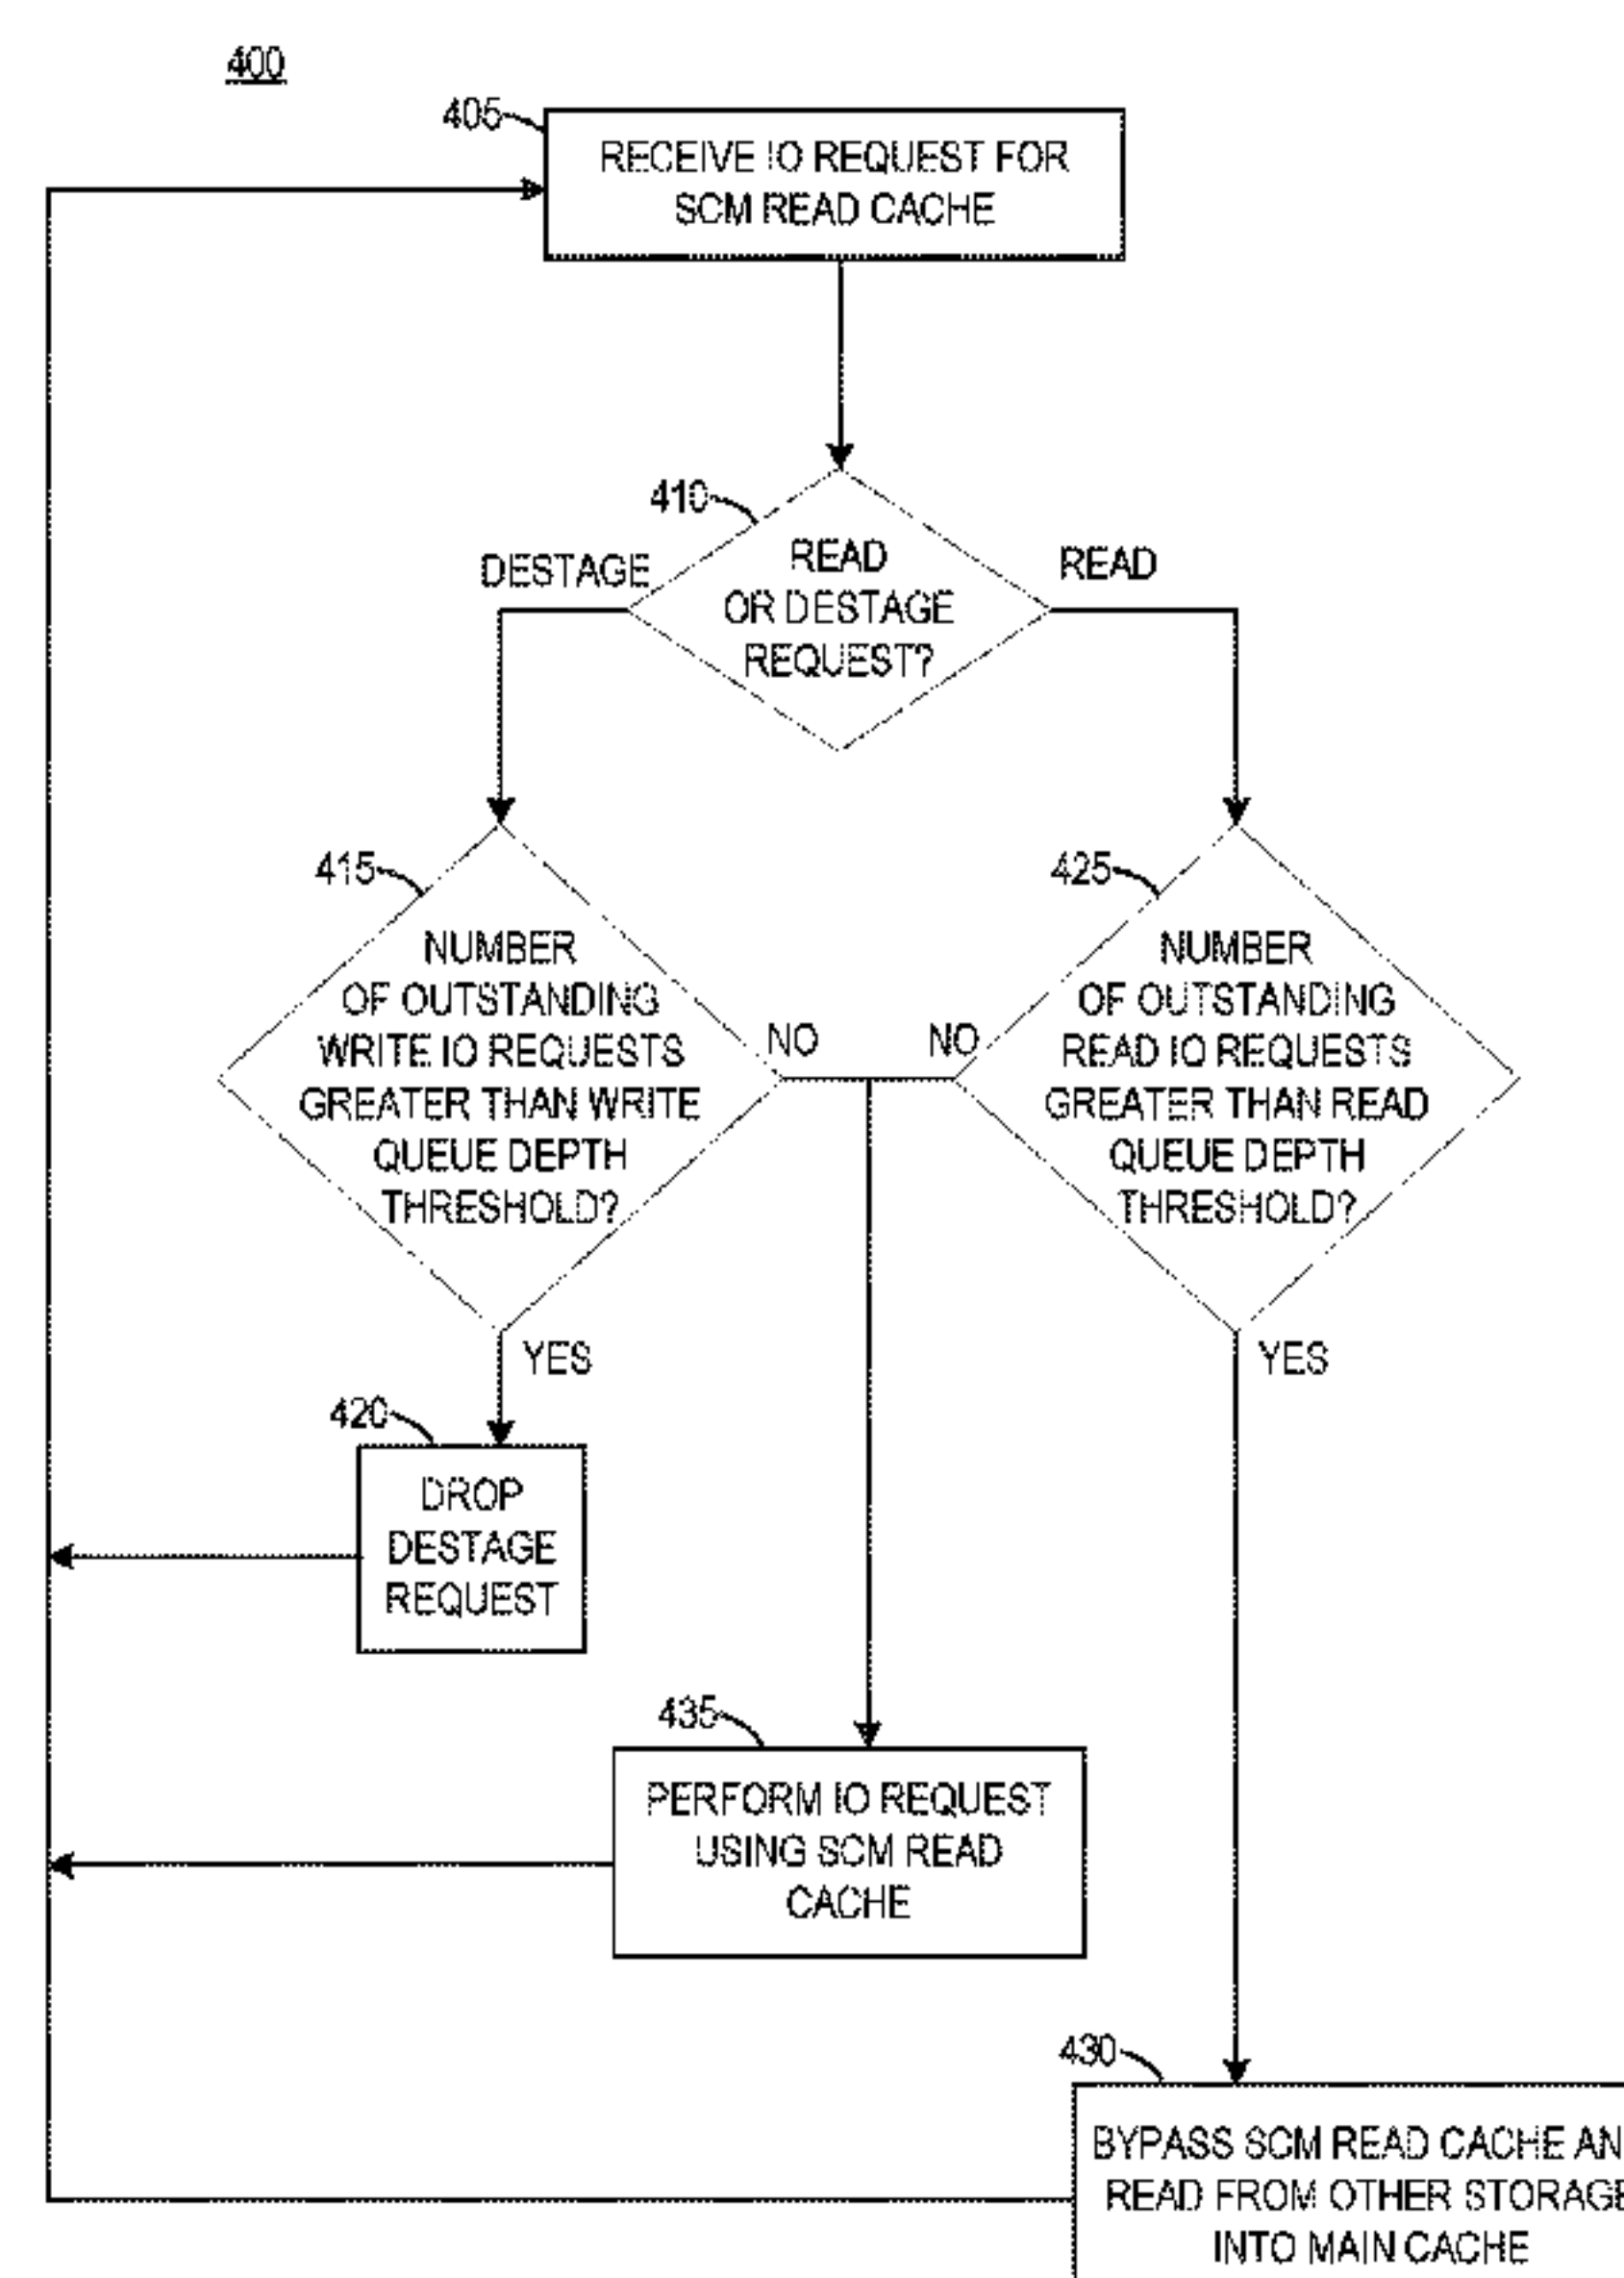 400
405
RECEIVE IO REQUEST FOR
SCM READ CACHE
410
DESTAGE
READ
OR DESTAGE
REQUEST?
READ
415
NUMBER
OF OUTSTANDING
WRITE IO REQUESTS
GREATER THAN WRITE
QUEUE DEPTH
THRESHOLD?
NO
YES
425
NUMBER
OF OUTSTANDING
READ IO REQUESTS
GREATER THAN READ
QUEUE DEPTH
THRESHOLD?
NO
YES
420
DROP
DESTAGE
REQUEST
435
PERFORM IO REQUEST
USING SCM READ
CACHE
430
BYPASS SCM READ CACHE AN
READ FROM OTHER STORAGE
INTO MAIN CACHE